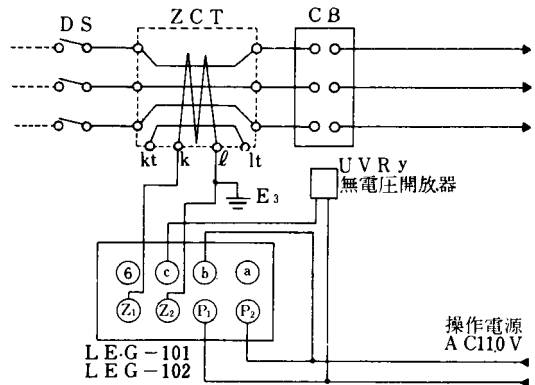 DS
ZCT
CB
kt k ℓ lt
E₃
UVRy
無電圧開放器
6 c b a
Z₁ Z₂ P₁ P₂
LEG-101
LEG-102
操作電源
AC110V